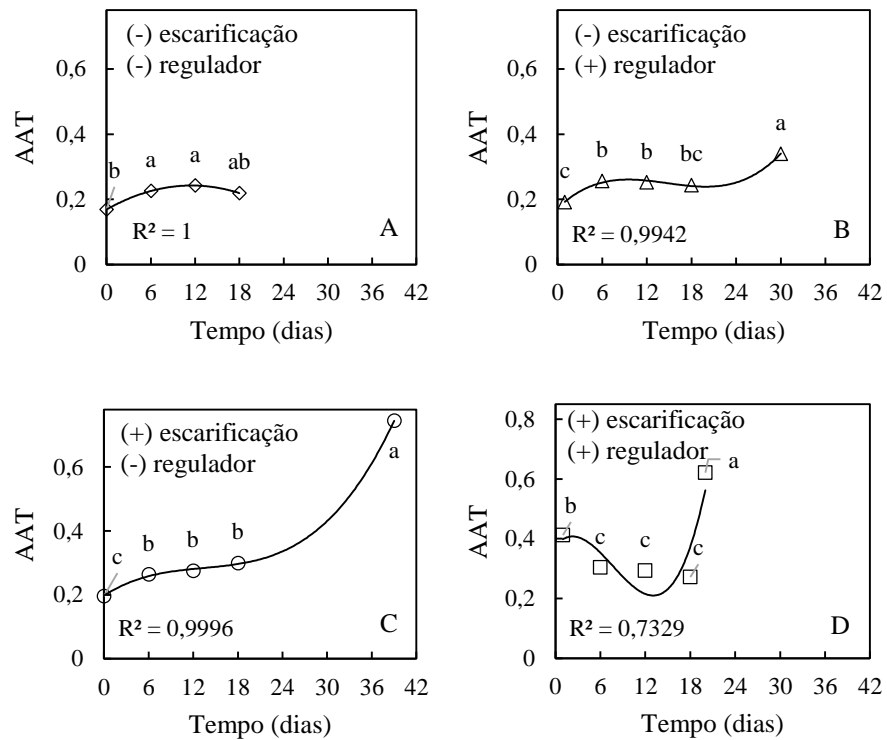 (-) escarificação
(-) regulador
0,6
0,4
0,2
0
AAT
b
a
a
ab
R² = 1
A
0 6 12 18 24 30 36 42
Tempo (dias)
(-) escarificação
(+) regulador
0,6
0,4
0,2
0
AAT
c
b
b
bc
a
R² = 0,9942
B
0 6 12 18 24 30 36 42
Tempo (dias)
(+) escarificação
(-) regulador
0,6
0,4
0,2
0
AAT
c
b
b
b
a
R² = 0,9996
C
0 6 12 18 24 30 36 42
Tempo (dias)
(+) escarificação
(+) regulador
0,8
0,6
0,4
0,2
0
AAT
b
c
c
c
a
R² = 0,7329
D
0 6 12 18 24 30 36 42
Tempo (dias)